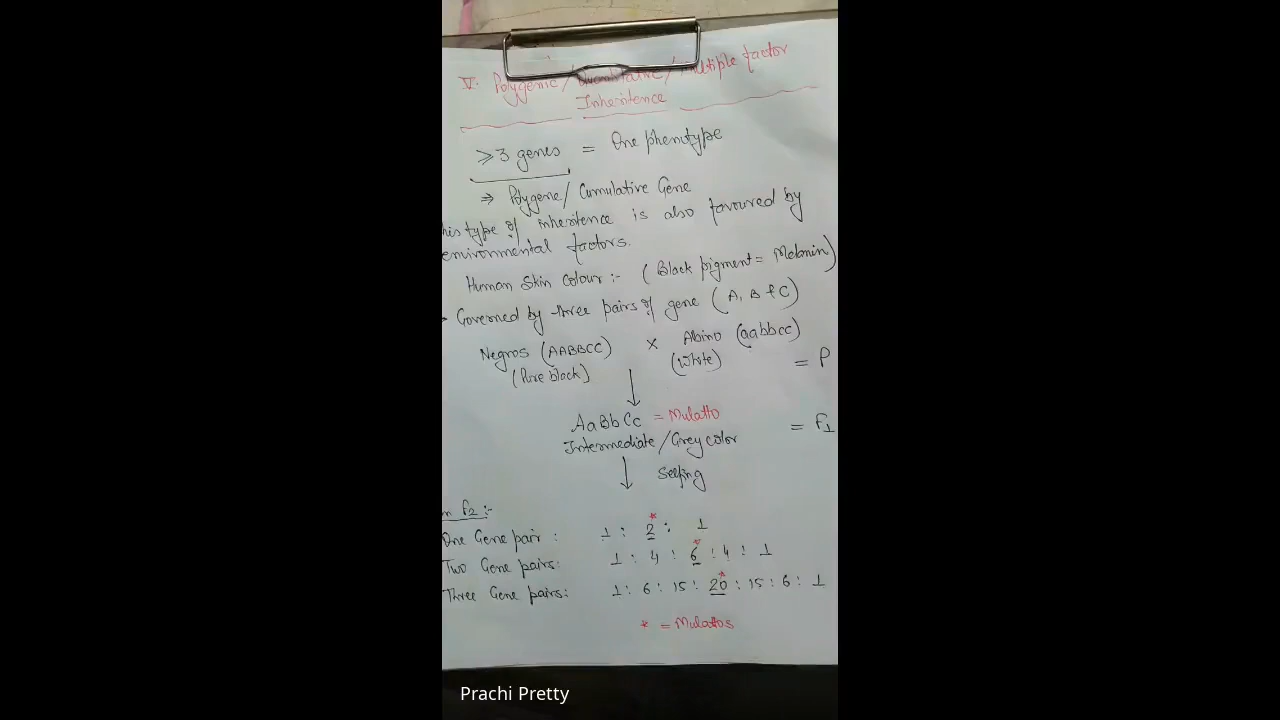 V. Polygenic / Quantitative / multiple factor
Inheritence
⩾3 genes = One phenotype
⇒ Polygene / Cumulative Gene
his type of inheritence is also favoured by
environmental factors.
Human Skin Colour :- ( Black pigment = Melanin)
Governed by three pairs of gene ( A, B & C)
Negros (AABBCC) × Albino (aabbcc)
(Pure black) (White) = P
AaBbCc = Mulatto
Intermediate / Grey color = F1
Selfing
n F2 :-
One Gene pair : 1 : 2* : 1
Two Gene pairs: 1 : 4 : 6* : 4 : 1
Three Gene pairs: 1 : 6 : 15 : 20* : 15 : 6 : 1
* = Mulattos
Prachi Pretty